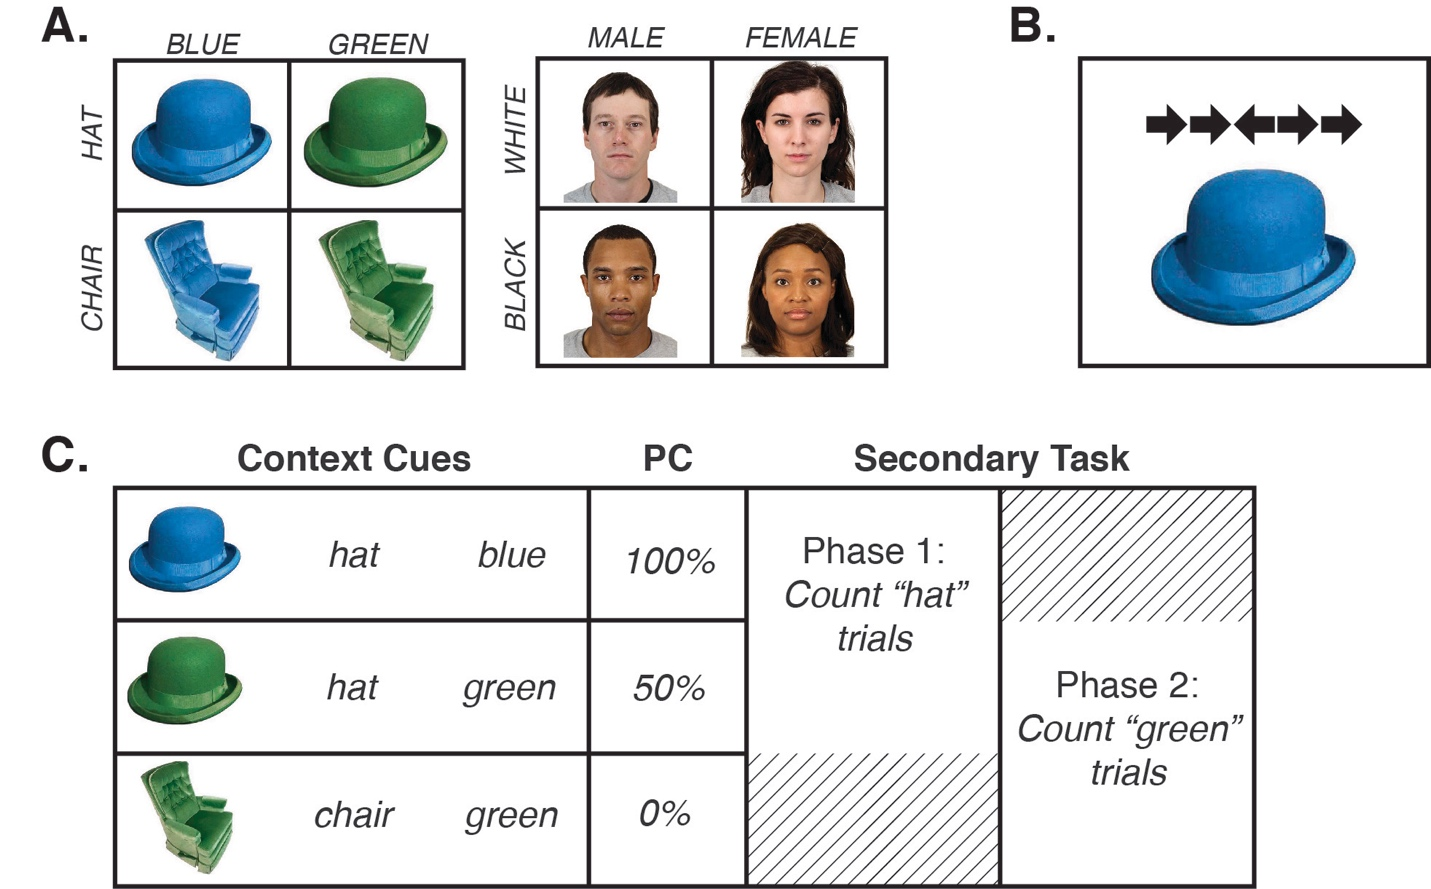 A.
BLUE GREEN
HAT
CHAIR
MALE FEMALE
WHITE
BLACK
B.
C.
Context Cues PC Secondary Task
hat blue 100%
Phase 1:
Count “hat”
trials
hat green 50%
Phase 2:
Count “green”
trials
chair green 0%